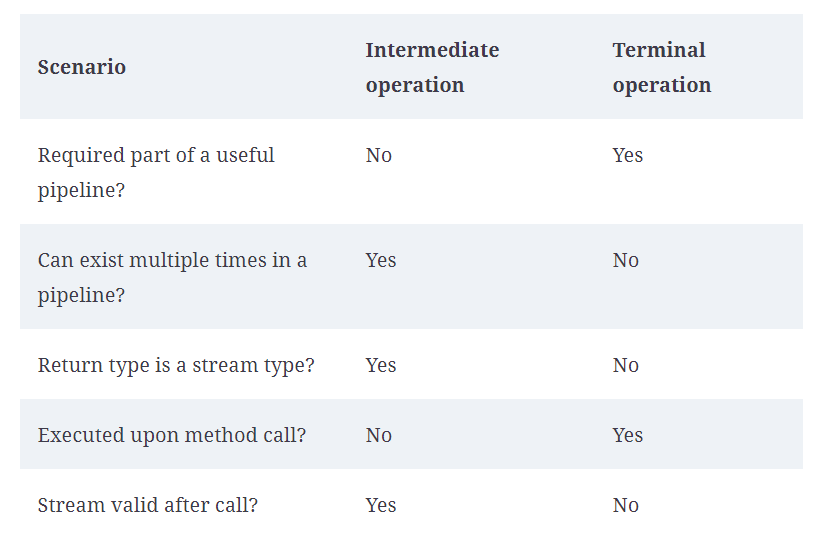 Scenario
Intermediate operation
Terminal operation
Required part of a useful pipeline?
No
Yes
Can exist multiple times in a pipeline?
Yes
No
Return type is a stream type?
Yes
No
Executed upon method call?
No
Yes
Stream valid after call?
Yes
No